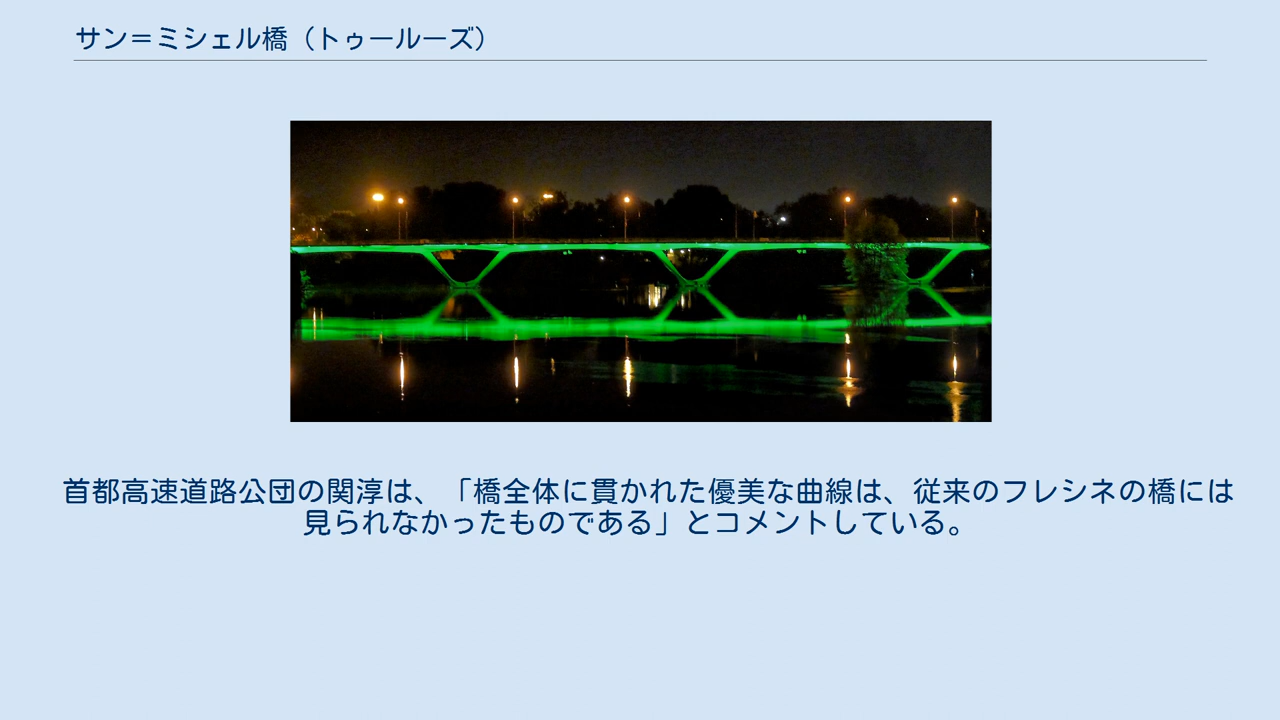 サン＝ミシェル橋（トゥールーズ）
首都高速道路公団の関淳は、「橋全体に貫かれた優美な曲線は、従来のフレシネの橋には
見られなかったものである」とコメントしている。